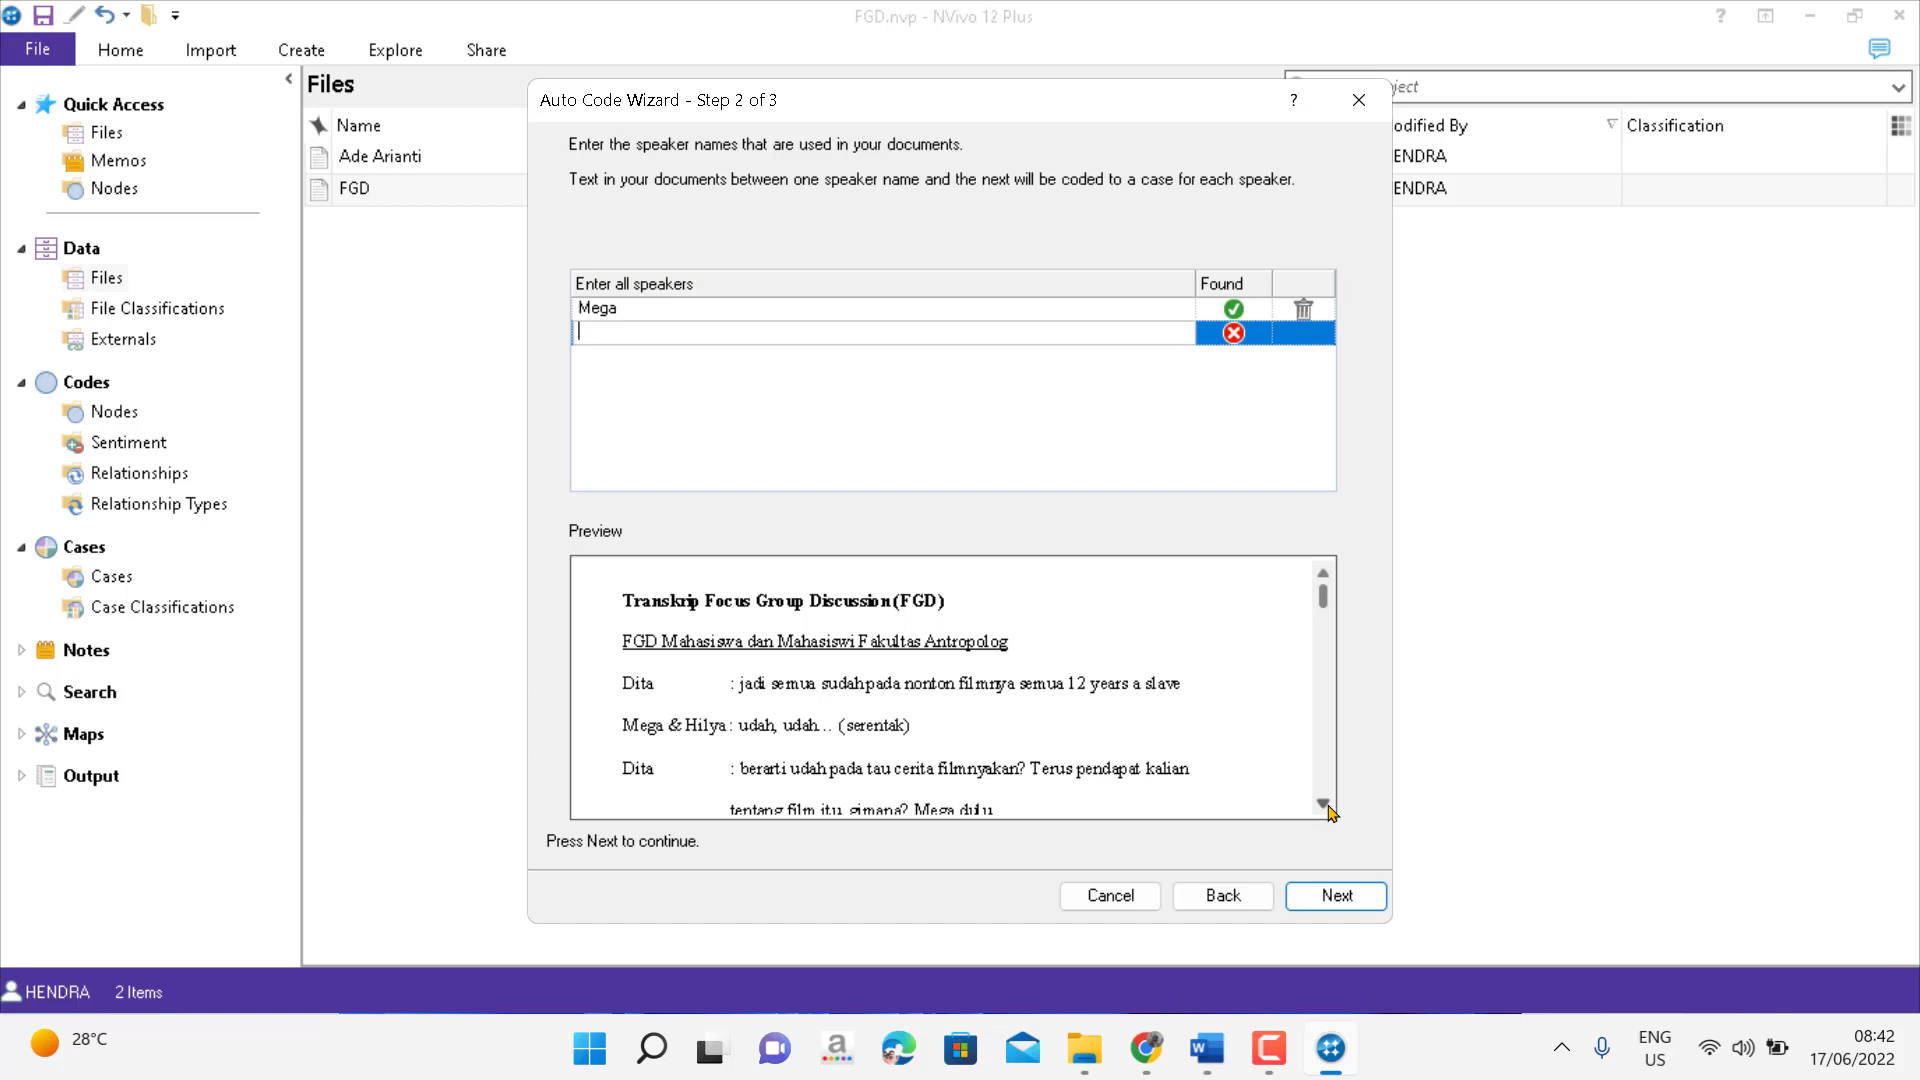 FGD.nvp - NVivo 12 Plus
File
Home
Import
Create
Explore
Share
Quick Access
Files
Memos
Nodes
Data
Files
File Classifications
Externals
Codes
Nodes
Sentiment
Relationships
Relationship Types
Cases
Cases
Case Classifications
Notes
Search
Maps
Output
Files
Name
Ade Arianti
FGD
Classification
ENDRA
ENDRA
Auto Code Wizard - Step 2 of 3
?
Enter the speaker names that are used in your documents.
Text in your documents between one speaker name and the next will be coded to a case for each speaker.
Enter all speakers
Found
Mega
Preview
Transkrip Focus Group Discussion (FGD)
FGD Mahasiswa dan Mahasiswi Fakultas Antropolog
Dita : jadi semua sudah pada nonton filmnya semua 12 years a slave
Mega & Hilya : udah, udah... (serentak)
Dita : berarti udah pada tau cerita filmnya kan? Terus pendapat kalian
tentang film itu gimana? Mega dulu
Press Next to continue.
Cancel
Back
Next
HENDRA
2 Items
28°C
ENG
US
08:42
17/06/2022